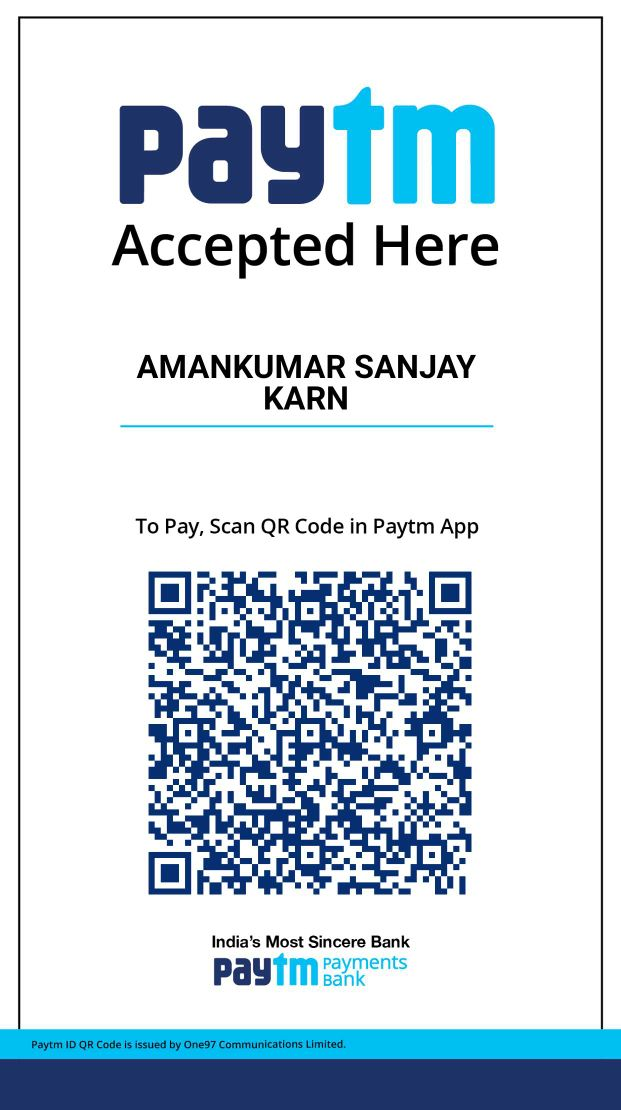 paytm
Accepted Here
AMANKUMAR SANJAY
KARN
To Pay, Scan QR Code in Paytm App
India's Most Sincere Bank
paytm Payments
Bank
Paytm ID QR Code is issued by One97 Communications Limited.